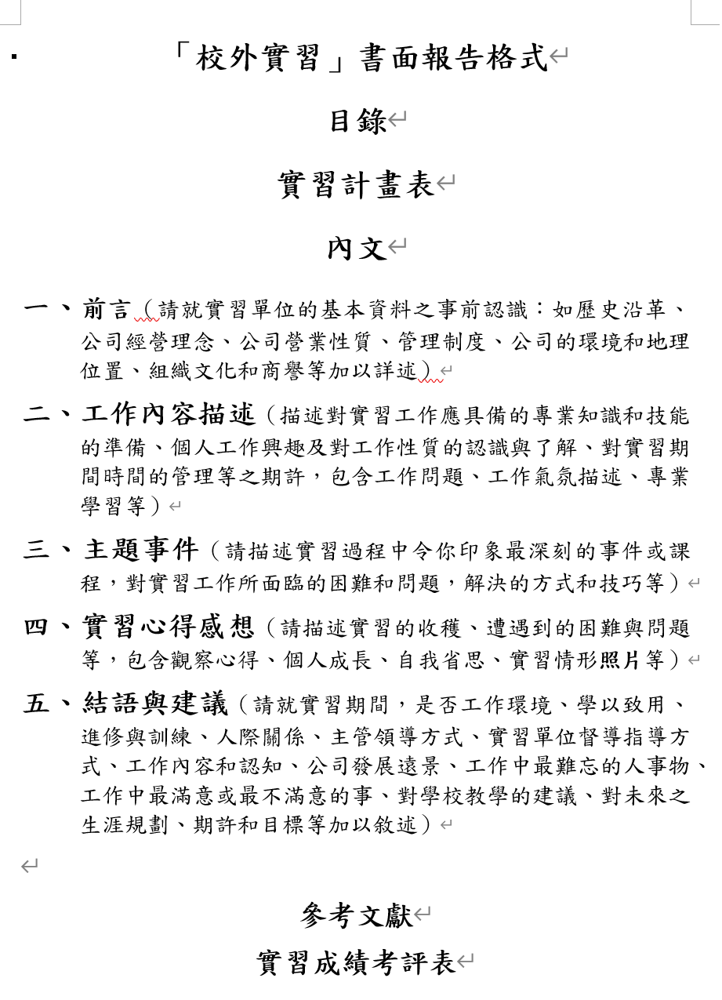 「校外實習」書面報告格式
目錄
實習計畫表
內文
一、前言（請就實習單位的基本資料之事前認識：如歷史沿革、
公司經營理念、公司營業性質、管理制度、公司的環境和地理
位置、組織文化和商譽等加以詳述）
二、工作內容描述（描述對實習工作應具備的專業知識和技能
的準備、個人工作興趣及對工作性質的認識與了解、對實習期
間時間的管理等之期許，包含工作問題、工作氣氛描述、專業
學習等）
三、主題事件（請描述實習過程中令你印象最深刻的事件或課
程，對實習工作所面臨的困難和問題，解決的方式和技巧等）
四、實習心得感想（請描述實習的收穫、遭遇到的困難與問題
等，包含觀察心得、個人成長、自我省思、實習情形照片等）
五、結語與建議（請就實習期間，是否工作環境、學以致用、
進修與訓練、人際關係、主管領導方式、實習單位督導指導方
式、工作內容和認知、公司發展遠景、工作中最難忘的人事物、
工作中最滿意或最不滿意的事、對學校教學的建議、對未來之
生涯規劃、期許和目標等加以敘述）
參考文獻
實習成績考評表